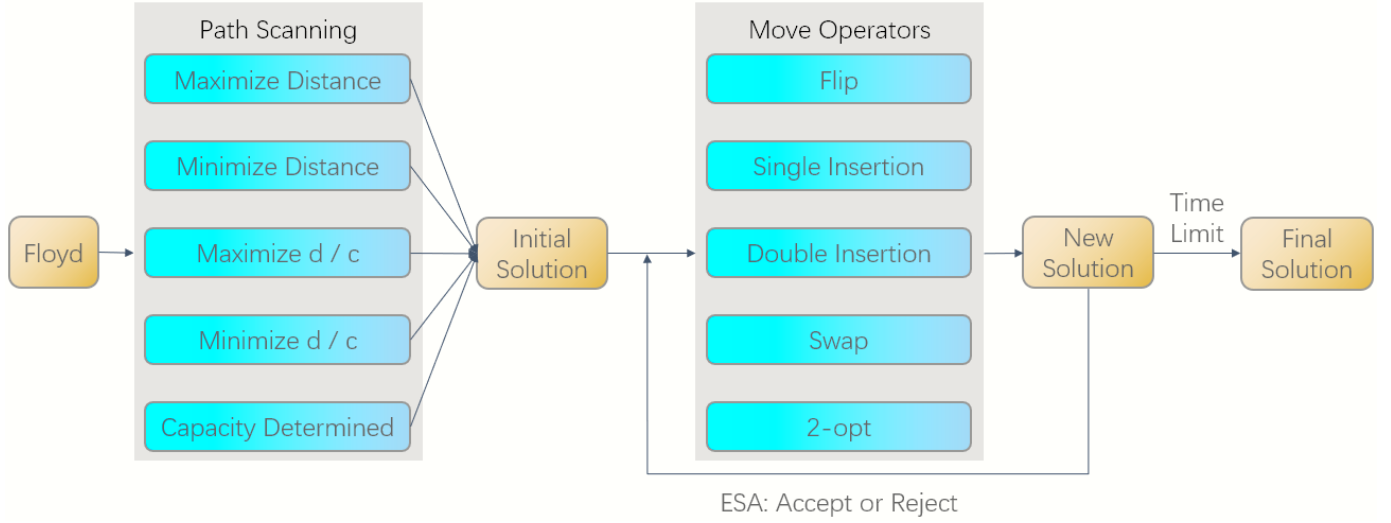 Path Scanning
Maximize Distance
Minimize Distance
Maximize d / c
Minimize d / c
Capacity Determined
Floyd
Initial
Solution
Move Operators
Flip
Single Insertion
Double Insertion
Swap
2-opt
New
Solution
Time
Limit
Final
Solution
ESA: Accept or Reject